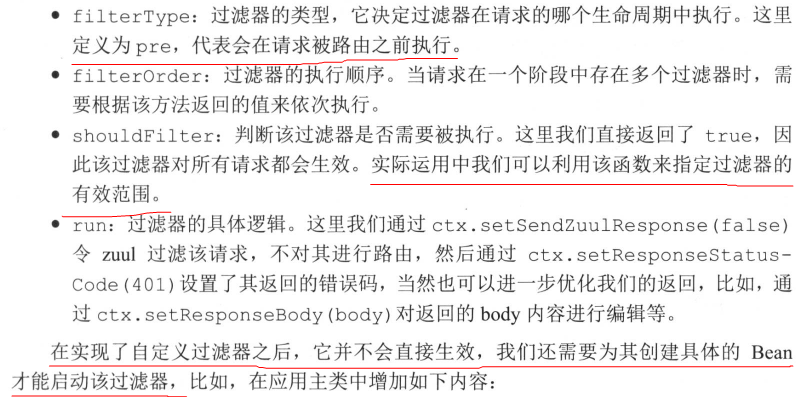 • filterType：过滤器的类型，它决定过滤器在请求的哪个生命周期中执行。这里
定义为pre，代表会在请求被路由之前执行。
• filterOrder：过滤器的执行顺序。当请求在一个阶段中存在多个过滤器时，需
要根据该方法返回的值来依次执行。
• shouldFilter：判断该过滤器是否需要被执行。这里我们直接返回了 true，因
此该过滤器对所有请求都会生效。实际运用中我们可以利用该函数来指定过滤器的
有效范围。
• run：过滤器的具体逻辑。这里我们通过ctx.setSendZuulResponse(false)
令 zuul 过滤该请求，不对其进行路由，然后通过 ctx.setResponseStatus-
Code(401)设置了其返回的错误码，当然也可以进一步优化我们的返回，比如，通
过ctx.setResponseBody(body)对返回的 body 内容进行编辑等。
在实现了自定义过滤器之后，它并不会直接生效，我们还需要为其创建具体的 Bean
才能启动该过滤器，比如，在应用主类中增加如下内容：